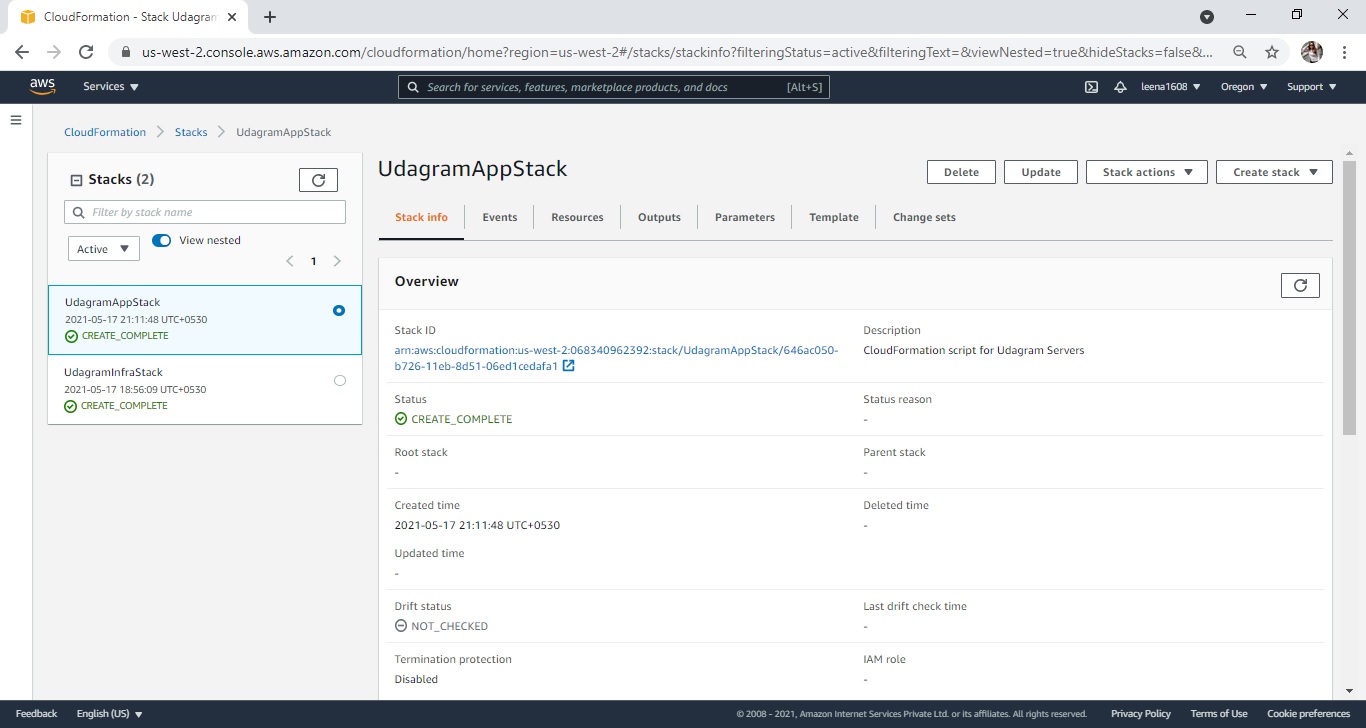 CloudFormation - Stack Udagram
us-west-2.console.aws.amazon.com/cloudformation/home?region=us-west-2#/stacks/stackinfo?filteringStatus=active&filteringText=&viewNested=true&hideStacks=false&...
aws Services Search for services, features, marketplace products, and docs [Alt+S] leena1608 Oregon Support
CloudFormation Stacks UdagramAppStack
Stacks (2)
Filter by stack name
Active View nested
1
UdagramAppStack
2021-05-17 21:11:48 UTC+0530
CREATE_COMPLETE
UdagramInfraStack
2021-05-17 18:56:09 UTC+0530
CREATE_COMPLETE
UdagramAppStack
Delete Update Stack actions Create stack
Stack info Events Resources Outputs Parameters Template Change sets
Overview
Stack ID
arn:aws:cloudformation:us-west-2:068340962392:stack/UdagramAppStack/646ac050-
b726-11eb-8d51-06ed1cedafa1
Description
CloudFormation script for Udagram Servers
Status
CREATE_COMPLETE
Status reason
-
Root stack
-
Parent stack
-
Created time
2021-05-17 21:11:48 UTC+0530
Deleted time
-
Updated time
-
Drift status
NOT_CHECKED
Last drift check time
-
Termination protection
Disabled
IAM role
-
Feedback English (US) © 2008 - 2021, Amazon Internet Services Private Ltd. or its affiliates. All rights reserved. Privacy Policy Terms of Use Cookie preferences